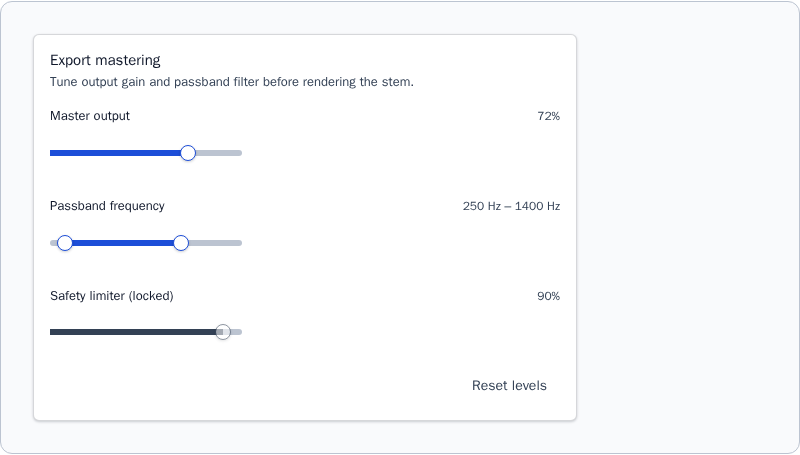 Export mastering
Tune output gain and passband filter before rendering the stem.
Master output 72%
Passband frequency 250 Hz – 1400 Hz
Safety limiter (locked) 90%
Reset levels